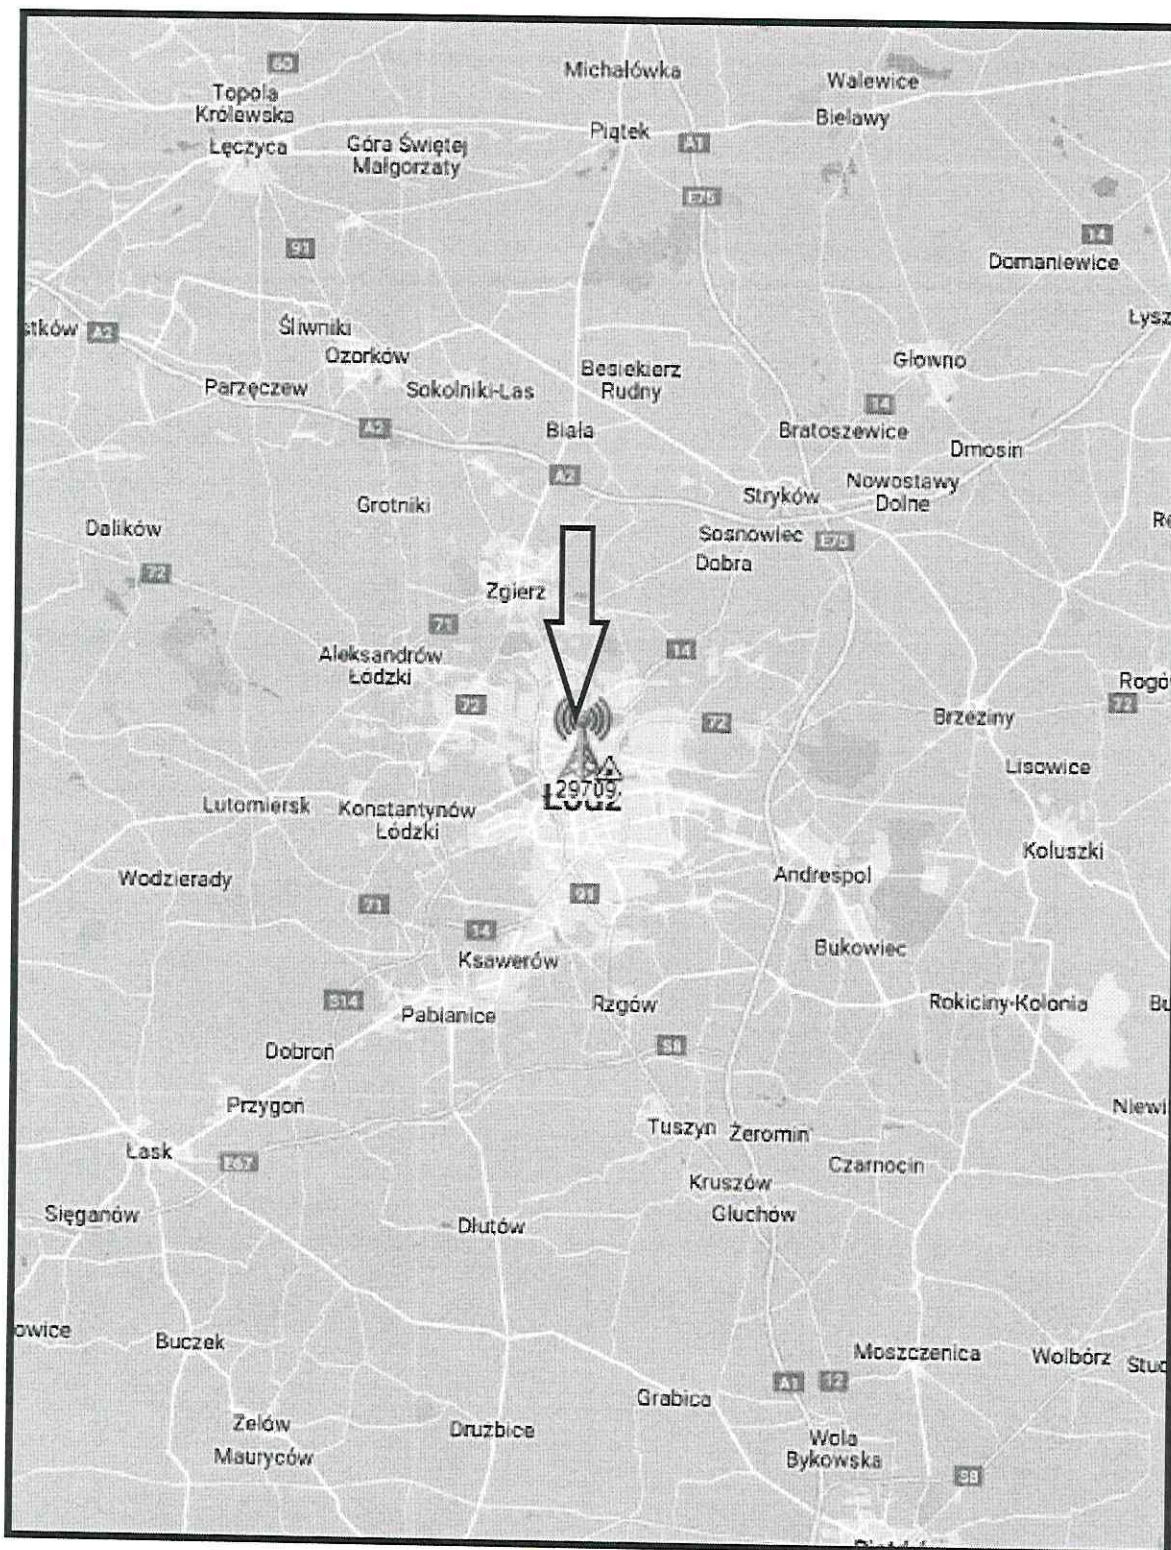 60
Michałówka
Walewice
Topola
Królewska
Bielawy
Piątek
Łęczyca
Góra Świętej
Małgorzaty
A1
E75
91
14
Domaniewice
stków
A2
Śliwniki
Łysz
Ozorków
Głowno
Besiekierz
Rudny
Parzęczew
Sokolniki-Las
14
A2
Biała
Bratoszewice
Dmosin
A2
Nowostawy
Dolne
Stryków
Grotniki
Dalików
Sosnowiec
E75
Dobra
72
Zgierz
71
14
Aleksandrów
Łódzki
Rogó
72
72
72
Brzeziny
Lisowice
29709
Łódź
Lutomiersk
Konstantynów
Łódzki
Koluszki
Andrespol
Wodzierady
91
71
14
Bukowiec
Ksawerów
S14
Rzgów
Rokiciny-Kolonia
Bu
Pabianice
S8
Dobroń
Przygoń
Niewi
Tuszyn
Żeromin
Łask
E67
Czarnocin
Kruszów
Sięganów
Głuchów
Dłutów
owice
Buczek
Moszczenica
Wolbórz
Stud
A1
12
Grabica
Zelów
Drużbice
Wola
Bykowska
Mauryców
S8